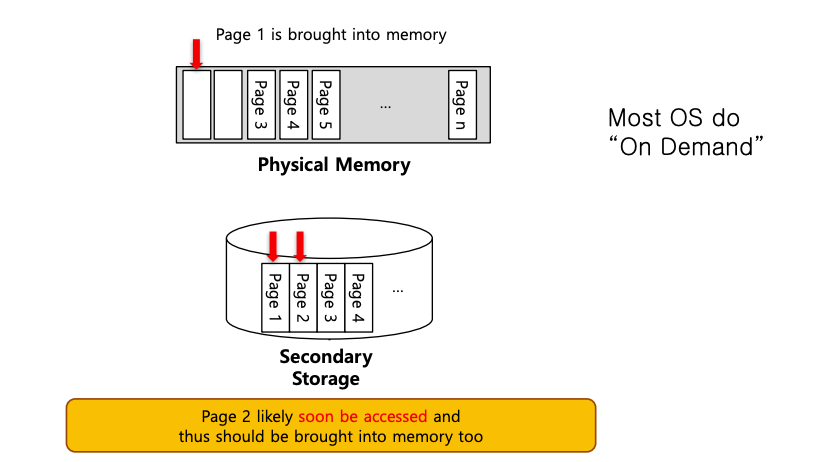 Page 1 is brought into memory
Page 3
Page 4
Page 5
...
Page n
Physical Memory
Most OS do
“On Demand”
Page 1
Page 2
Page 3
Page 4
...
Secondary
Storage
Page 2 likely soon be accessed and
thus should be brought into memory too